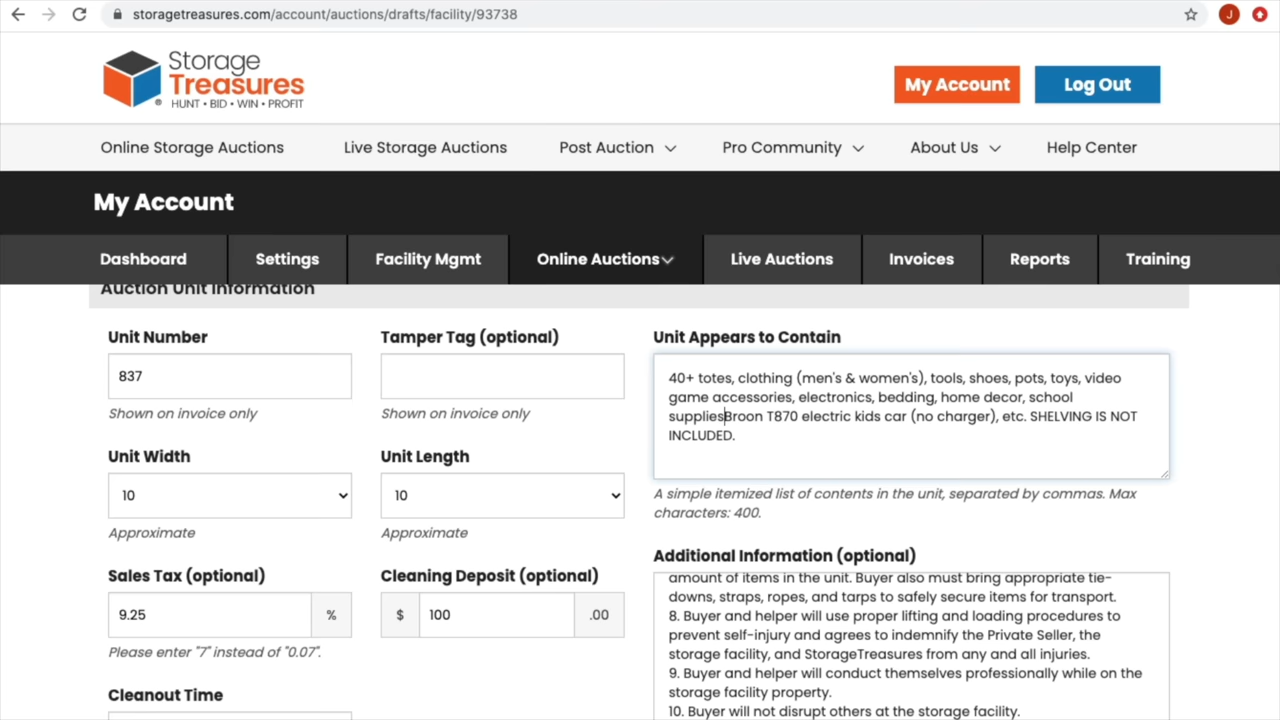 storagetreasures.com/account/auctions/drafts/facility/93738
J
Storage
Treasures
HUNT • BID • WIN • PROFIT
My Account
Log Out
Online Storage Auctions
Live Storage Auctions
Post Auction
Pro Community
About Us
Help Center
My Account
Dashboard
Settings
Facility Mgmt
Online Auctions
Live Auctions
Invoices
Reports
Training
Auction Unit Information
Unit Number
837
Shown on invoice only
Tamper Tag (optional)
Shown on invoice only
Unit Width
10
Approximate
Unit Length
10
Approximate
Sales Tax (optional)
9.25
%
Please enter "7" instead of "0.07".
Cleaning Deposit (optional)
$
100
.00
Cleanout Time
Unit Appears to Contain
40+ totes, clothing (men's & women's), tools, shoes, pots, toys, video
game accessories, electronics, bedding, home decor, school
suppliesBroon T870 electric kids car (no charger), etc. SHELVING IS NOT
INCLUDED.
A simple itemized list of contents in the unit, separated by commas. Max
characters: 400.
Additional Information (optional)
amount of items in the unit. Buyer also must bring appropriate tie-
downs, straps, ropes, and tarps to safely secure items for transport.
8. Buyer and helper will use proper lifting and loading procedures to
prevent self-injury and agrees to indemnify the Private Seller, the
storage facility, and StorageTreasures from any and all injuries.
9. Buyer and helper will conduct themselves professionally while on the
storage facility property.
10. Buyer will not disrupt others at the storage facility.